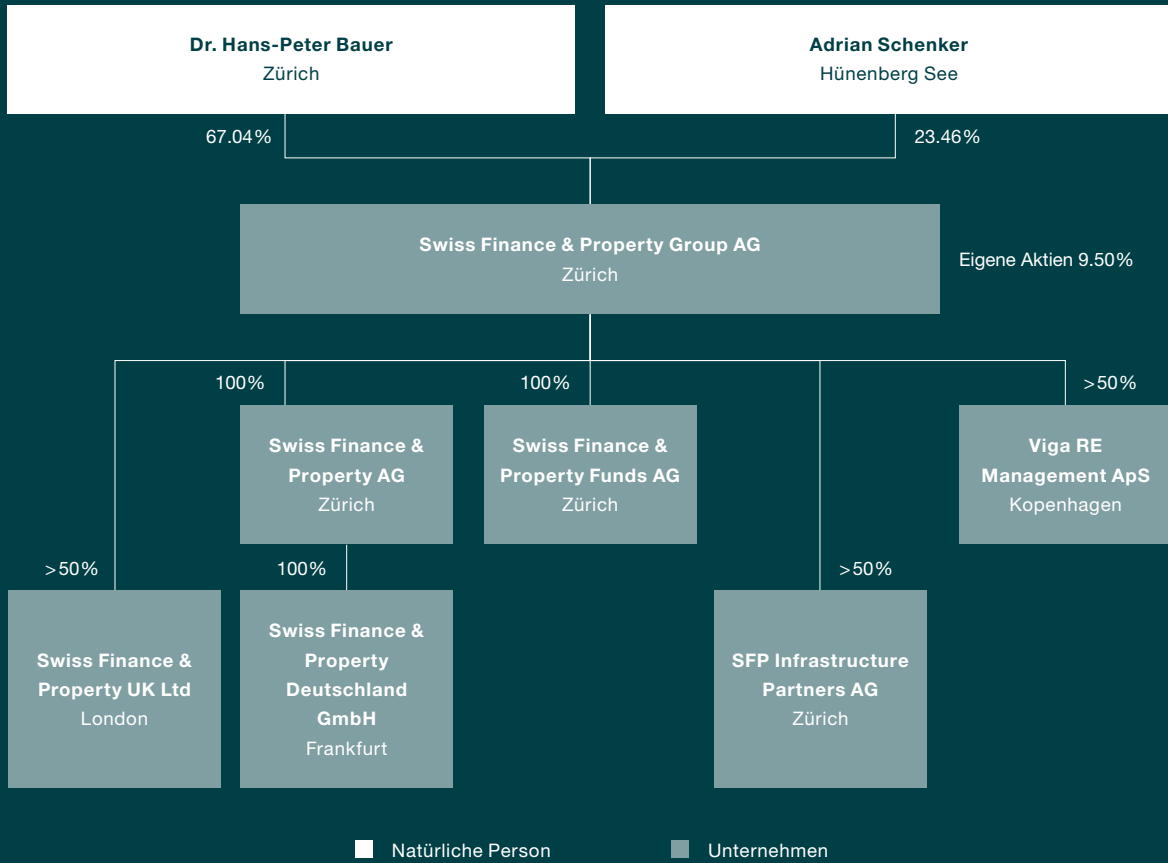 Dr. Hans-Peter Bauer
Zürich
Adrian Schenker
Hünenberg See
67.04%
23.46%
Swiss Finance & Property Group AG
Zürich
Eigene Aktien 9.50%
100%
100%
>50%
Swiss Finance &
Property AG
Zürich
Swiss Finance &
Property Funds AG
Zürich
Viga RE
Management ApS
Kopenhagen
>50%
100%
>50%
Swiss Finance &
Property UK Ltd
London
Swiss Finance &
Property
Deutschland
GmbH
Frankfurt
SFP Infrastructure
Partners AG
Zürich
Natürliche Person
Unternehmen